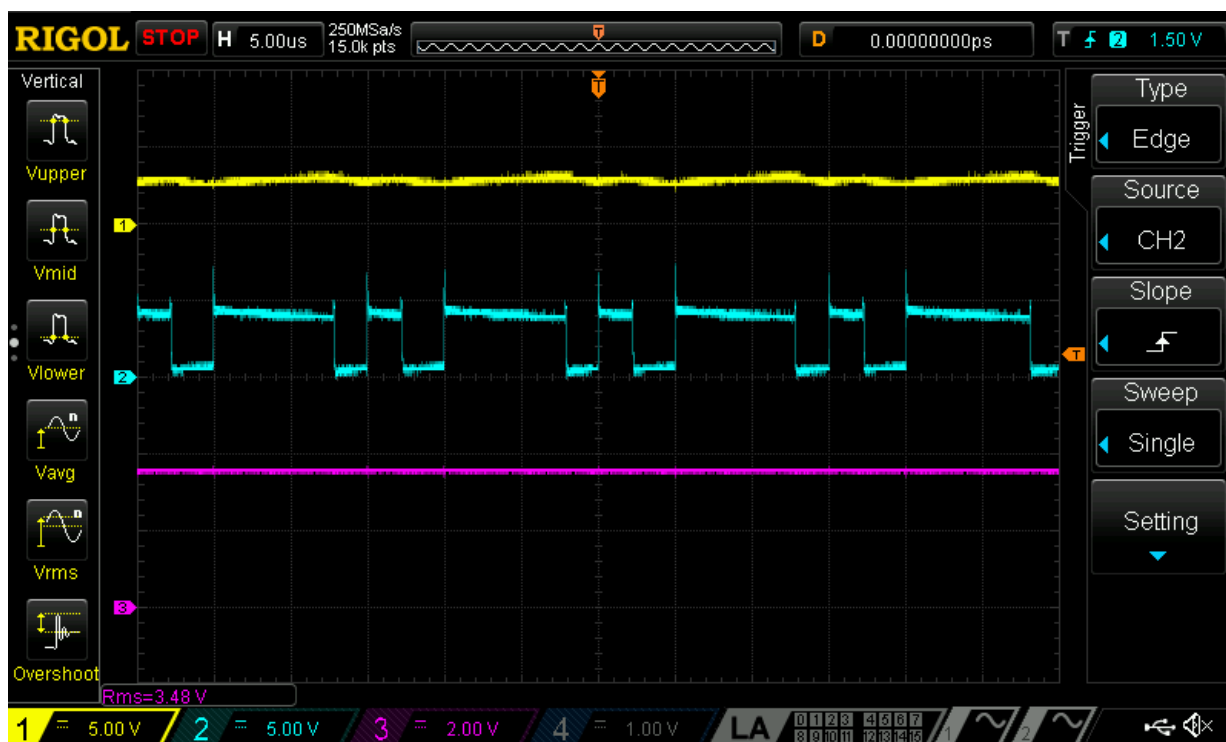 RIGOL STOP H 5.00us 250MSa/s 15.0k pts T D 0.00000000ps T 2 1.50 V
Vertical
Vupper
Vmid
Vlower
Vavg
n
Vrms
n
Overshoot
T
1
2
3
T
Rms=3.48 V
Trigger
Type
Edge
Source
CH2
Slope
Sweep
Single
Setting
1 5.00 V 2 5.00 V 3 2.00 V 4 1.00 V LA 0 1 2 3 4 5 6 7 1 2
8 9 10 11 12 13 14 15